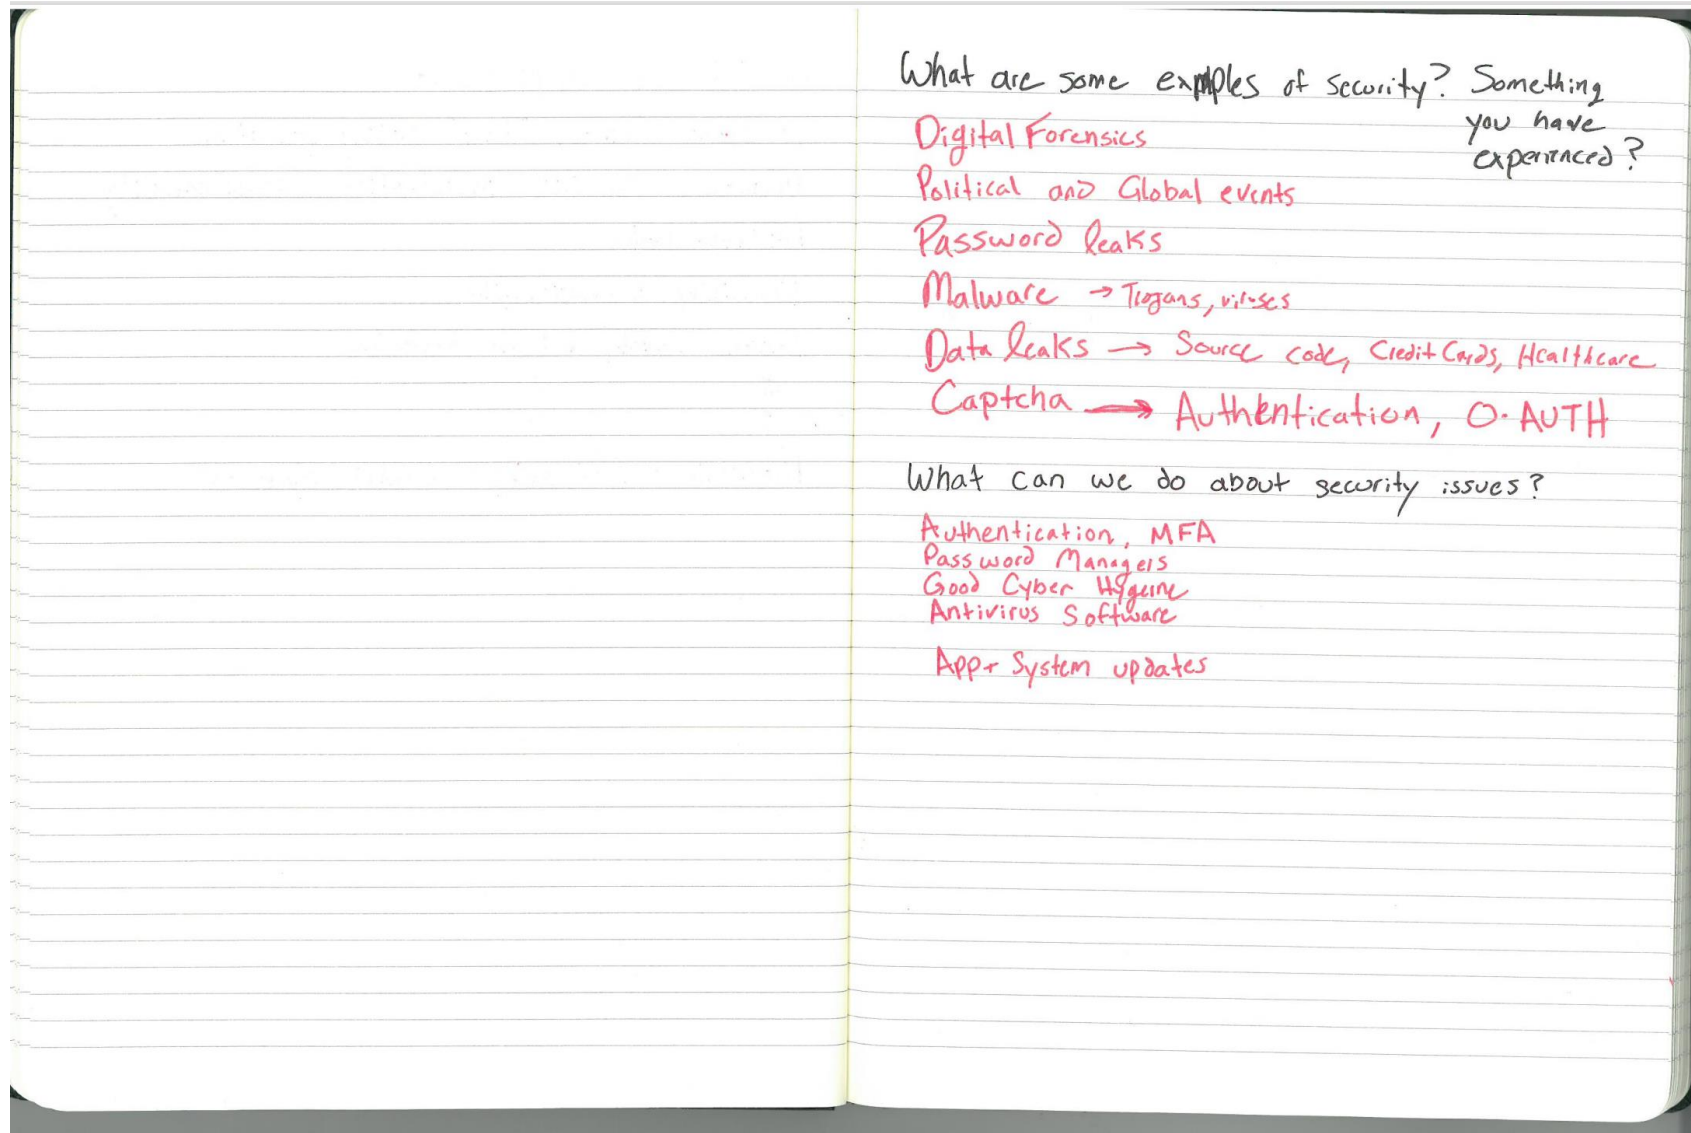 What are some examples of security? Something
you have
experienced?
Digital Forensics
Political and Global events
Password leaks
Malware → Trojans, viruses
Data leaks → Source code, Credit Cards, Healthcare
Captcha → Authentication, O-AUTH
What can we do about security issues?
Authentication, MFA
Password Managers
Good Cyber Hygeine
Antivirus Software
App + System updates